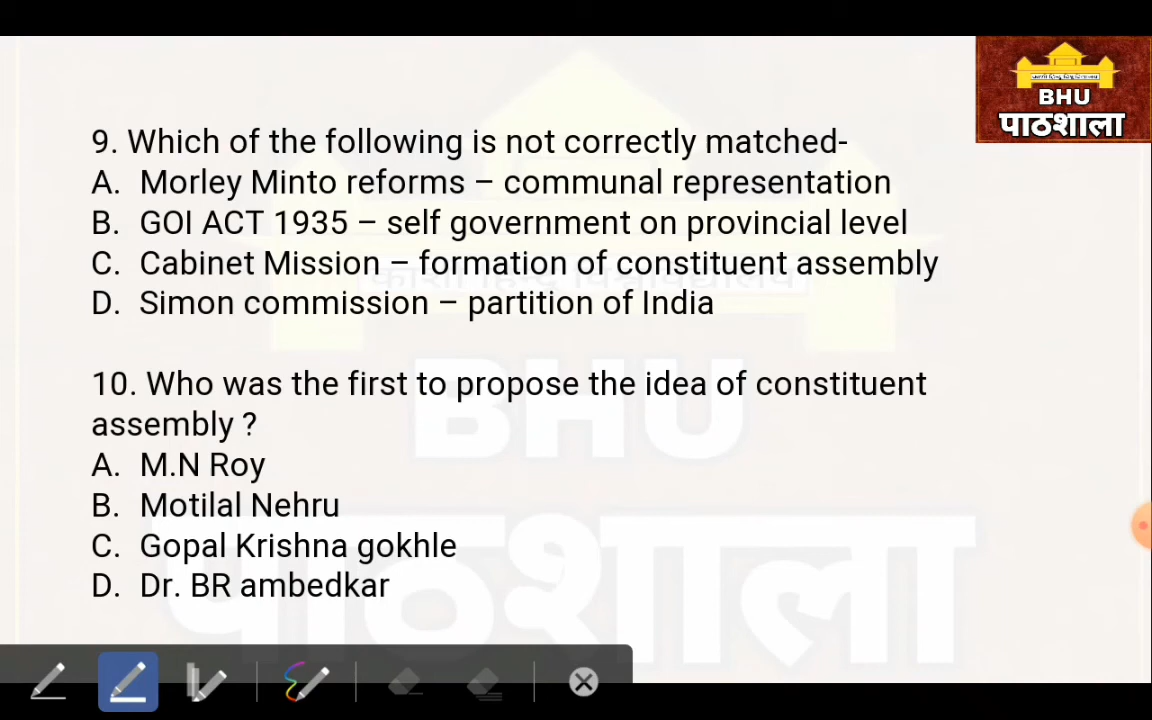 BHU
पाठशाला
9. Which of the following is not correctly matched-
A. Morley Minto reforms – communal representation
B. GOI ACT 1935 – self government on provincial level
C. Cabinet Mission – formation of constituent assembly
D. Simon commission – partition of India
10. Who was the first to propose the idea of constituent
assembly ?
A. M.N Roy
B. Motilal Nehru
C. Gopal Krishna gokhle
D. Dr. BR ambedkar
BHU
पाठशाला